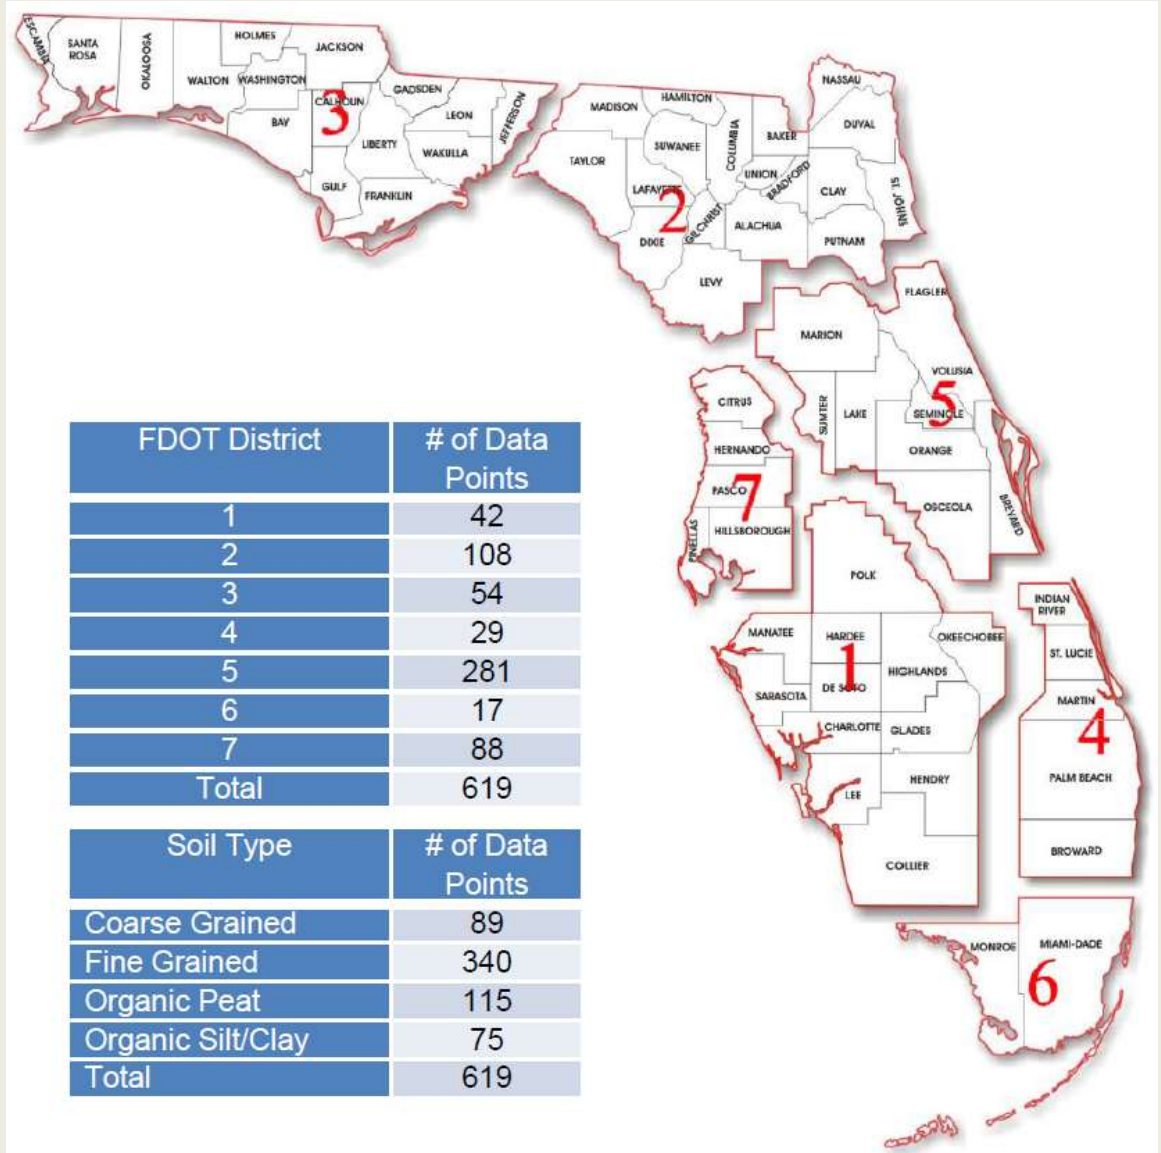 ESCAMBIA
SANTA
ROSA
OKALOOSA
HOLMES
JACKSON
WALTON
WASHINGTON
BAY
CALHOUN
3
GADSDEN
LEON
JEFFERSON
LIBERTY
WAKULLA
GULF
FRANKLIN
MADISON
HAMILTON
TAYLOR
SUWANEE
COLUMBIA
BAKER
NASSAU
DUVAL
LAFAYETTE
2
UNION
BRADFORD
CLAY
ST. JOHNS
DIXIE
GILCHRIST
ALACHUA
PUTNAM
LEVY
FLAGLER
MARION
VOLUSIA
SUMTER
LAKE
SEMINOLE
5
ORANGE
OSCEOLA
BREVARD
CITRUS
HERNANDO
PASCO
7
PINELLAS
HILLSBOROUGH
POLK
MANATEE
HARDEE
OKEECHOBEE
1
HIGHLANDS
SARASOTA
DE SOTO
CHARLOTTE
GLADES
LEE
HENDRY
COLLIER
INDIAN
RIVER
ST. LUCIE
MARTIN
4
PALM BEACH
BROWARD
MONROE
MIAMI-DADE
6
FDOT District # of Data
Points
1 42
2 108
3 54
4 29
5 281
6 17
7 88
Total 619
Soil Type # of Data
Points
Coarse Grained 89
Fine Grained 340
Organic Peat 115
Organic Silt/Clay 75
Total 619